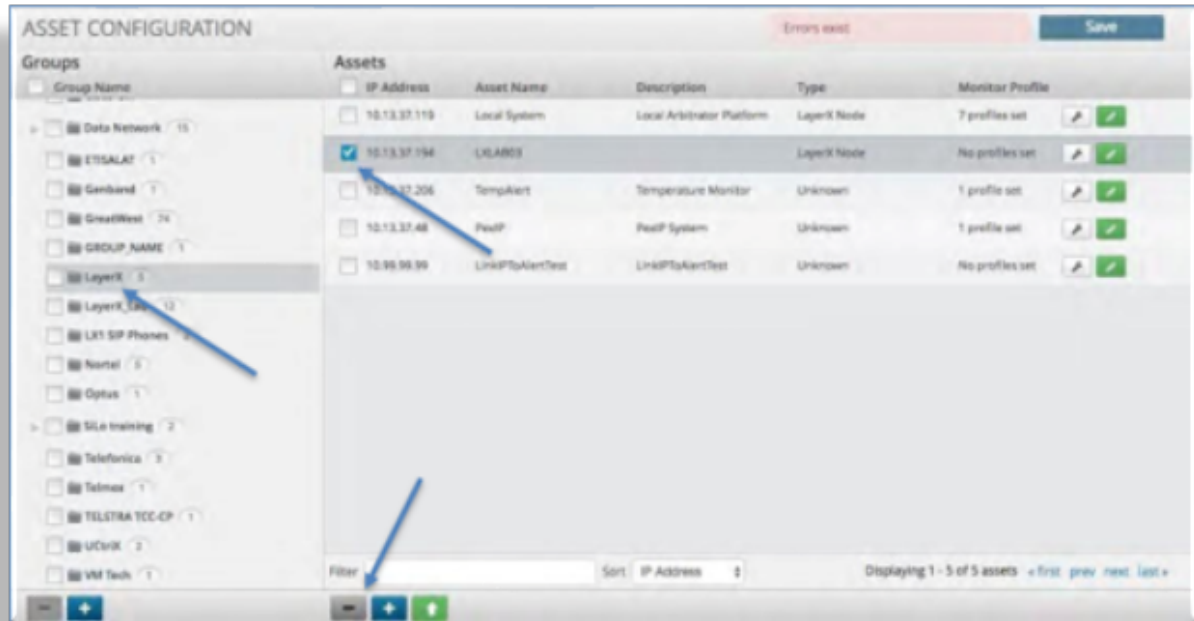 ASSET CONFIGURATION
Errors exist
Save
Groups
Group Name
Data Network 15
ETISALAT 1
Genband 1
GreatWest 74
GROUP_NAME 1
LayerX 5
12
LX1 SIP Phones
Nortel 5
Optus 1
SiLo training 2
Telefonica 3
Telmex 1
TELSTRA TCC-CP 1
UCtriX 2
VM Tech 1
Assets
IP Address Asset Name Description Type Monitor Profile
10.13.37.119 Local System Local Arbitrator Platform LayerX Node 7 profiles set
10.13.37.194 LXLAB03 LayerX Node No profiles set
TempAlert Temperature Monitor Unknown 1 profile set
10.13.37.48 PexIP PexIP System Unknown 1 profile set
10.99.99.99 LinkIPToAlertTest LinkIPToAlertTest Unknown No profiles set
Filter Sort IP Address Displaying 1 - 5 of 5 assets « first prev next last »